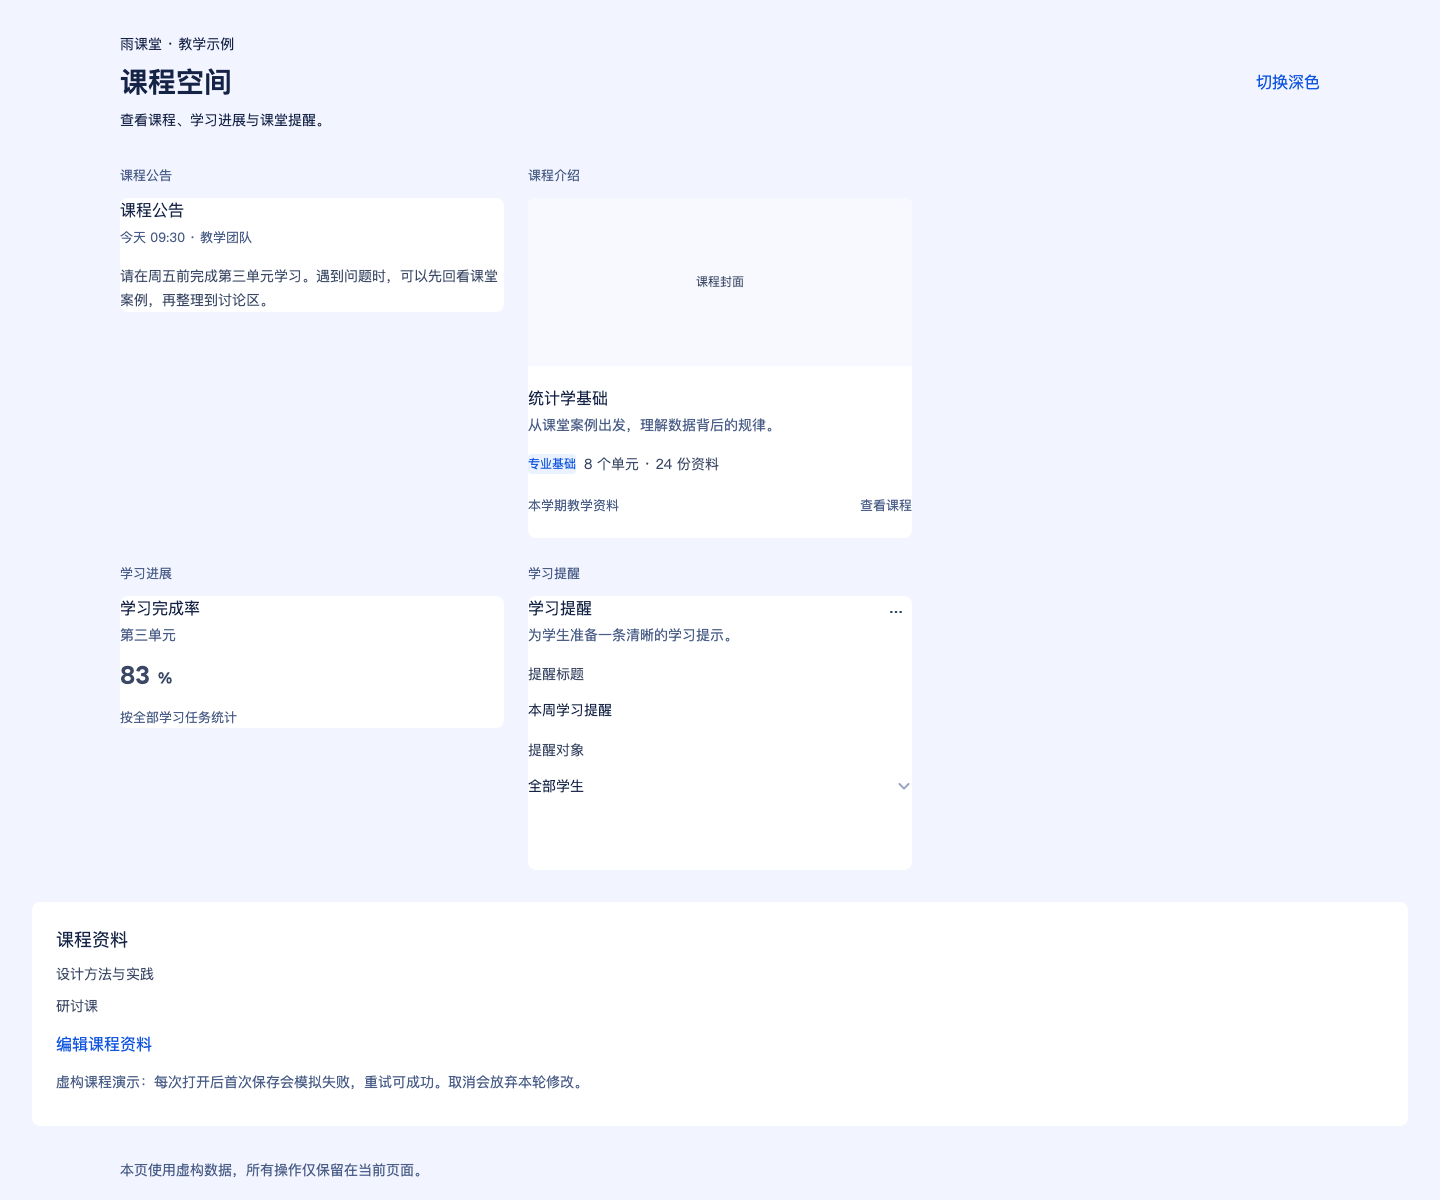 雨课堂 · 教学示例
课程空间
切换深色
查看课程、学习进展与课堂提醒。
课程公告
课程公告
今天 09:30 · 教学团队
请在周五前完成第三单元学习。遇到问题时，可以先回看课堂
案例，再整理到讨论区。
课程介绍
课程封面
统计学基础
从课堂案例出发，理解数据背后的规律。
专业基础 8 个单元 · 24 份资料
本学期教学资料 查看课程
学习进展
学习完成率
第三单元
83 %
按全部学习任务统计
学习提醒
学习提醒 ...
为学生准备一条清晰的学习提示。
提醒标题
本周学习提醒
提醒对象
全部学生
课程资料
设计方法与实践
研讨课
编辑课程资料
虚构课程演示：每次打开后首次保存会模拟失败，重试可成功。取消会放弃本轮修改。
本页使用虚构数据，所有操作仅保留在当前页面。